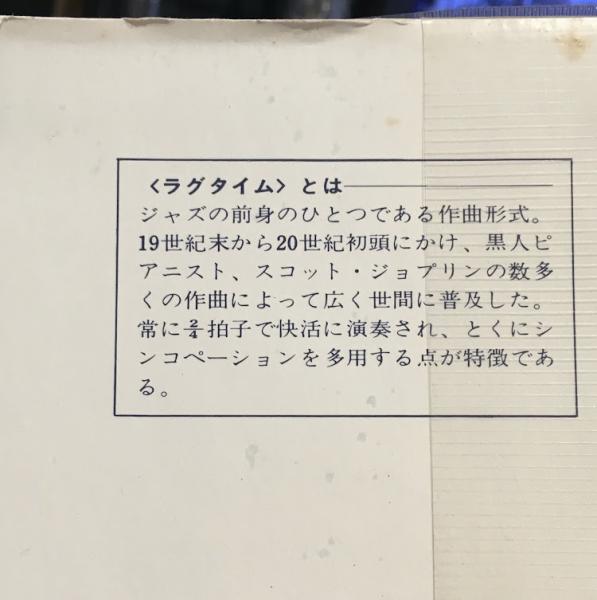 〈ラグタイム〉とは――――――
ジャズの前身のひとつである作曲形式。
19世紀末から20世紀初頭にかけ、黒人ピ
アニスト、スコット・ジョプリンの数多
くの作曲によって広く世間に普及した。
常に2/4拍子で快活に演奏され、とくにシ
ンコペーションを多用する点が特徴であ
る。